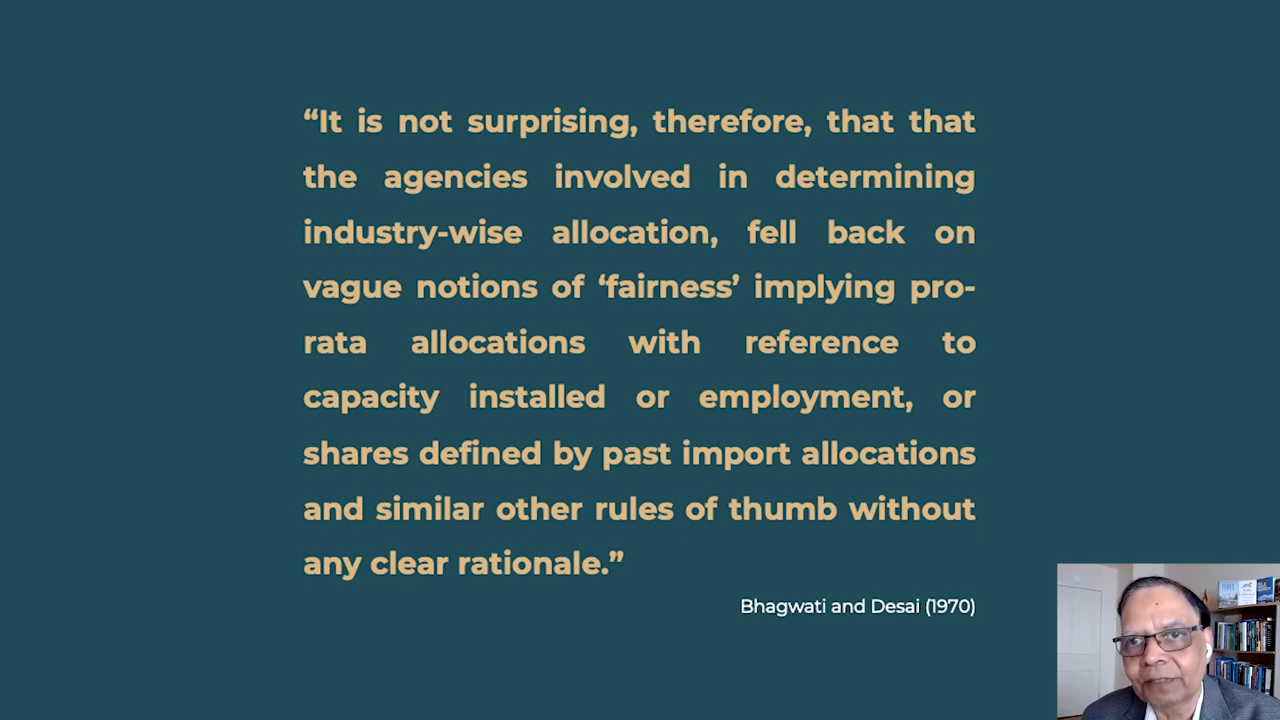 “It is not surprising, therefore, that that
the agencies involved in determining
industry-wise allocation, fell back on
vague notions of ‘fairness’ implying pro-
rata allocations with reference to
capacity installed or employment, or
shares defined by past import allocations
and similar other rules of thumb without
any clear rationale.”
Bhagwati and Desai (1970)